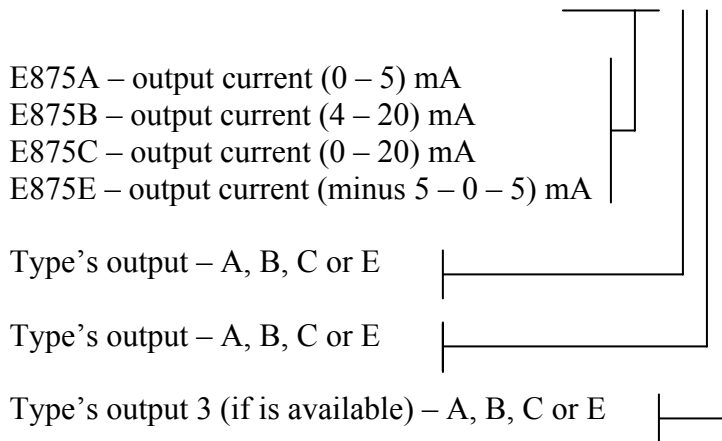 E875A – output current (0 – 5) mA
E875B – output current (4 – 20) mA
E875C – output current (0 – 20) mA
E875E – output current (minus 5 – 0 – 5) mA
Type’s output – A, B, C or E
Type’s output – A, B, C or E
Type’s output 3 (if is available) – A, B, C or E